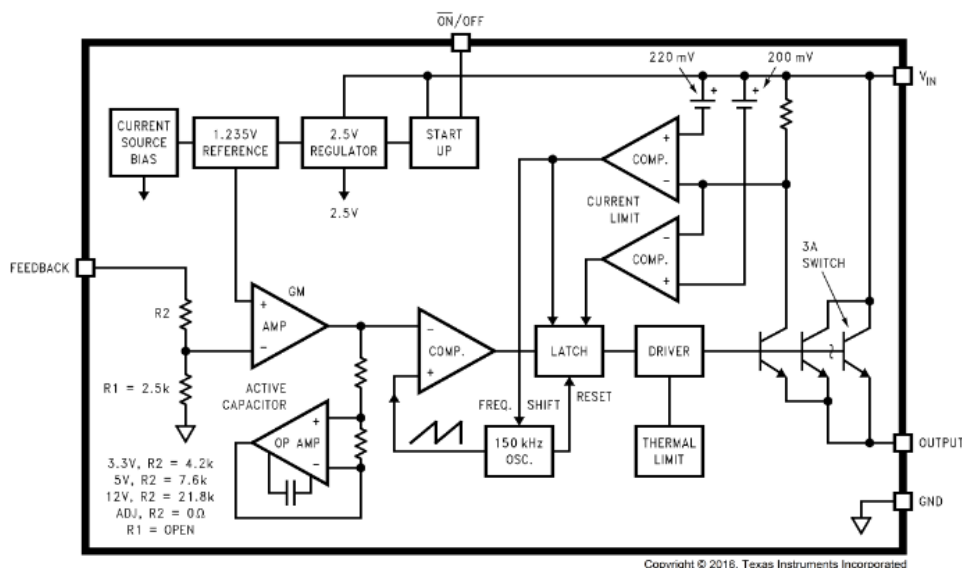 ON/OFF
220 mV
200 mV
+
+
VIN
CURRENT
SOURCE
BIAS
1.235V
REFERENCE
2.5V
REGULATOR
START
UP
2.5V
+
COMP.
−
CURRENT
LIMIT
−
COMP.
+
3A
SWITCH
FEEDBACK
R2
R1 = 2.5k
GM
+
AMP
−
−
COMP.
+
LATCH
DRIVER
ACTIVE
CAPACITOR
+
OP AMP
−
FREQ. SHIFT
RESET
150 kHz
OSC.
THERMAL
LIMIT
OUTPUT
GND
3.3V, R2 = 4.2k
5V, R2 = 7.6k
12V, R2 = 21.8k
ADJ, R2 = 0Ω
R1 = OPEN
Copyright © 2016, Texas Instruments Incorporated